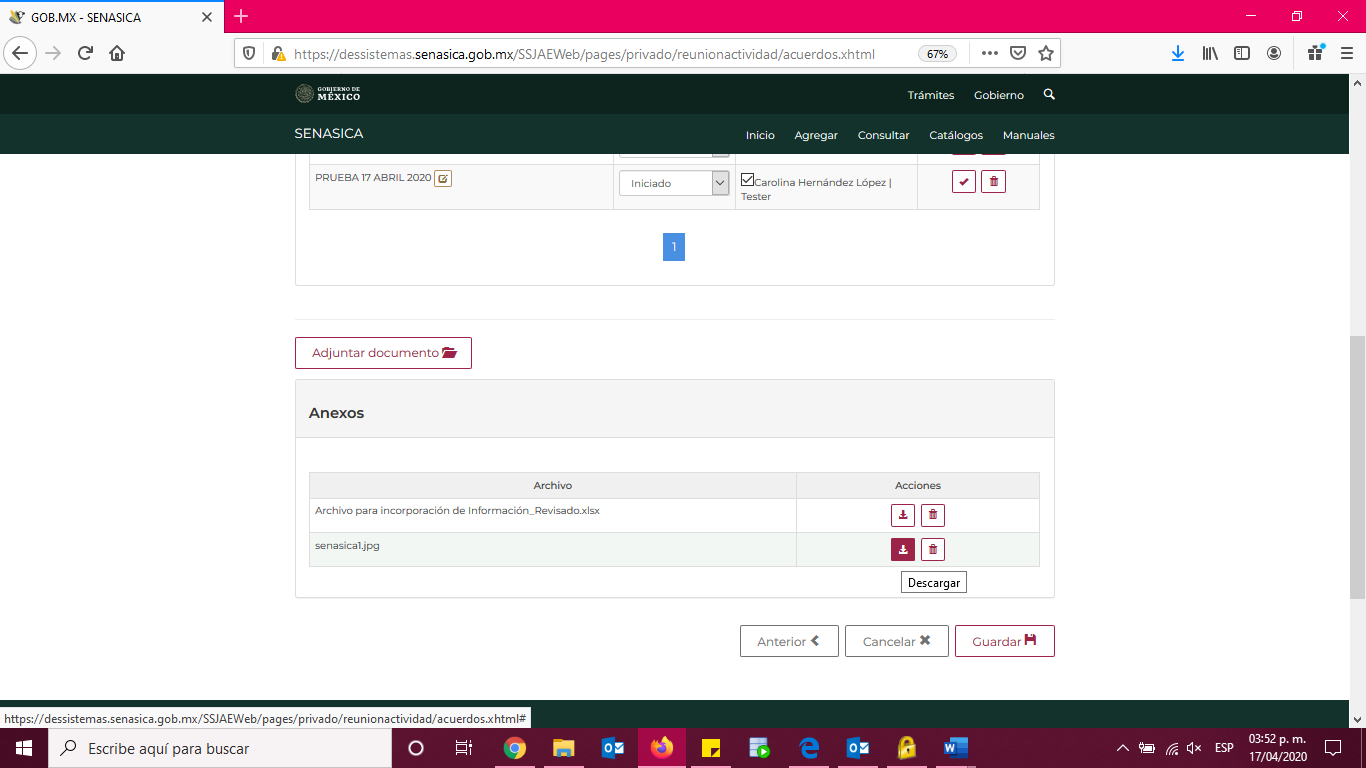 GOB.MX - SENASICA
https://dessistemas.senasica.gob.mx/SSJAEWeb/pages/privado/reunionactividad/acuerdos.xhtml
67%
GOBIERNO DE
MÉXICO
Trámites
Gobierno
SENASICA
Inicio
Agregar
Consultar
Catálogos
Manuales
PRUEBA 17 ABRIL 2020
Iniciado
Carolina Hernández López |
Tester
1
Adjuntar documento
Anexos
Archivo
Acciones
Archivo para incorporación de Información_Revisado.xlsx
senasica1.jpg
Descargar
Anterior
Cancelar
Guardar
https://dessistemas.senasica.gob.mx/SSJAEWeb/pages/privado/reunionactividad/acuerdos.xhtml#
Escribe aquí para buscar
ESP
03:52 p. m.
17/04/2020